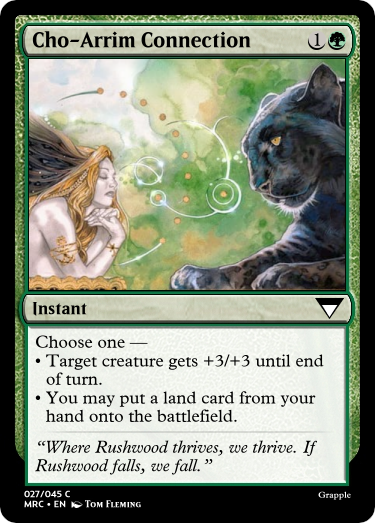 Cho-Arrim Connection 1
Instant
Choose one —
• Target creature gets +3/+3 until end
of turn.
• You may put a land card from your
hand onto the battlefield.
“Where Rushwood thrives, we thrive. If
Rushwood falls, we fall.”
027/045 C
MRC • EN Tom Fleming
Grapple